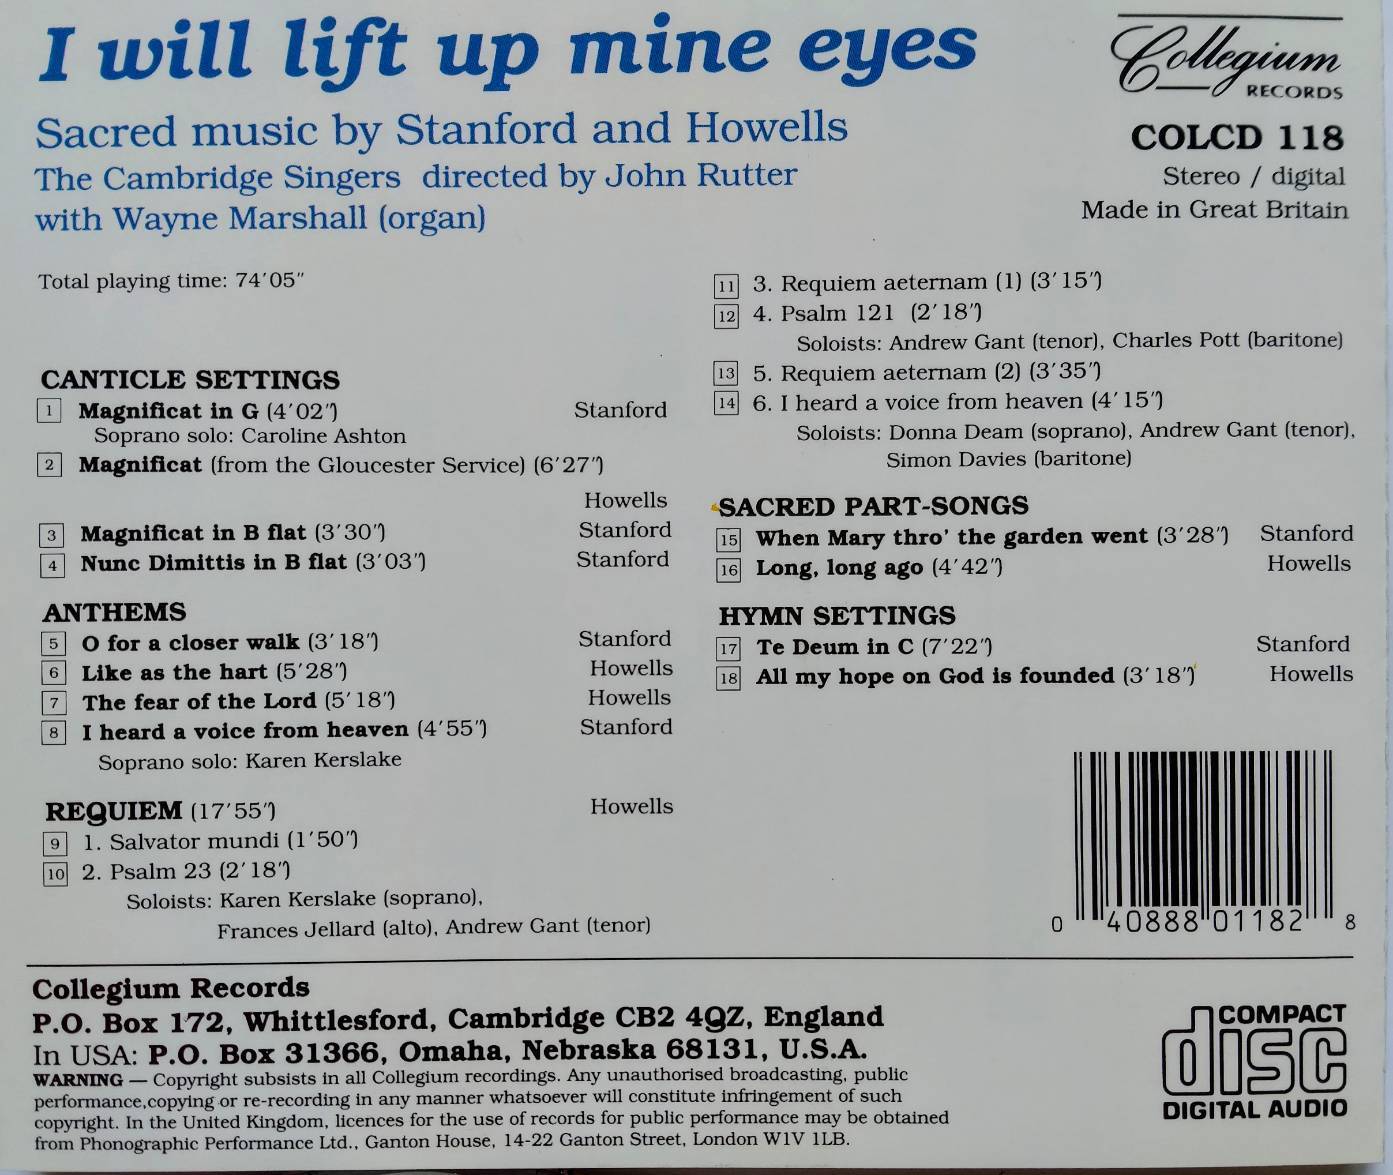 I will lift up mine eyes
Sacred music by Stanford and Howells
The Cambridge Singers directed by John Rutter
with Wayne Marshall (organ)
Collegium
RECORDS
COLCD 118
Stereo / digital
Made in Great Britain
Total playing time: 74′05″
CANTICLE SETTINGS
1 Magnificat in G (4′02″) Stanford
Soprano solo: Caroline Ashton
2 Magnificat (from the Gloucester Service) (6′27″)
Howells
3 Magnificat in B flat (3′30″) Stanford
4 Nunc Dimittis in B flat (3′03″) Stanford
ANTHEMS
5 O for a closer walk (3′18″) Stanford
6 Like as the hart (5′28″) Howells
7 The fear of the Lord (5′18″) Howells
8 I heard a voice from heaven (4′55″) Stanford
Soprano solo: Karen Kerslake
REQUIEM (17′55″) Howells
9 1. Salvator mundi (1′50″)
10 2. Psalm 23 (2′18″)
Soloists: Karen Kerslake (soprano),
Frances Jellard (alto), Andrew Gant (tenor)
11 3. Requiem aeternam (1) (3′15″)
12 4. Psalm 121 (2′18″)
Soloists: Andrew Gant (tenor), Charles Pott (baritone)
13 5. Requiem aeternam (2) (3′35″)
14 6. I heard a voice from heaven (4′15″)
Soloists: Donna Deam (soprano), Andrew Gant (tenor),
Simon Davies (baritone)
SACRED PART-SONGS
15 When Mary thro' the garden went (3′28″) Stanford
16 Long, long ago (4′42″) Howells
HYMN SETTINGS
17 Te Deum in C (7′22″) Stanford
18 All my hope on God is founded (3′18″) Howells
0 40888 01182 8
Collegium Records
P.O. Box 172, Whittlesford, Cambridge CB2 4QZ, England
In USA: P.O. Box 31366, Omaha, Nebraska 68131, U.S.A.
WARNING — Copyright subsists in all Collegium recordings. Any unauthorised broadcasting, public
performance,copying or re-recording in any manner whatsoever will constitute infringement of such
copyright. In the United Kingdom, licences for the use of records for public performance may be obtained
from Phonographic Performance Ltd., Ganton House, 14-22 Ganton Street, London W1V 1LB.
COMPACT
disc
DIGITAL AUDIO